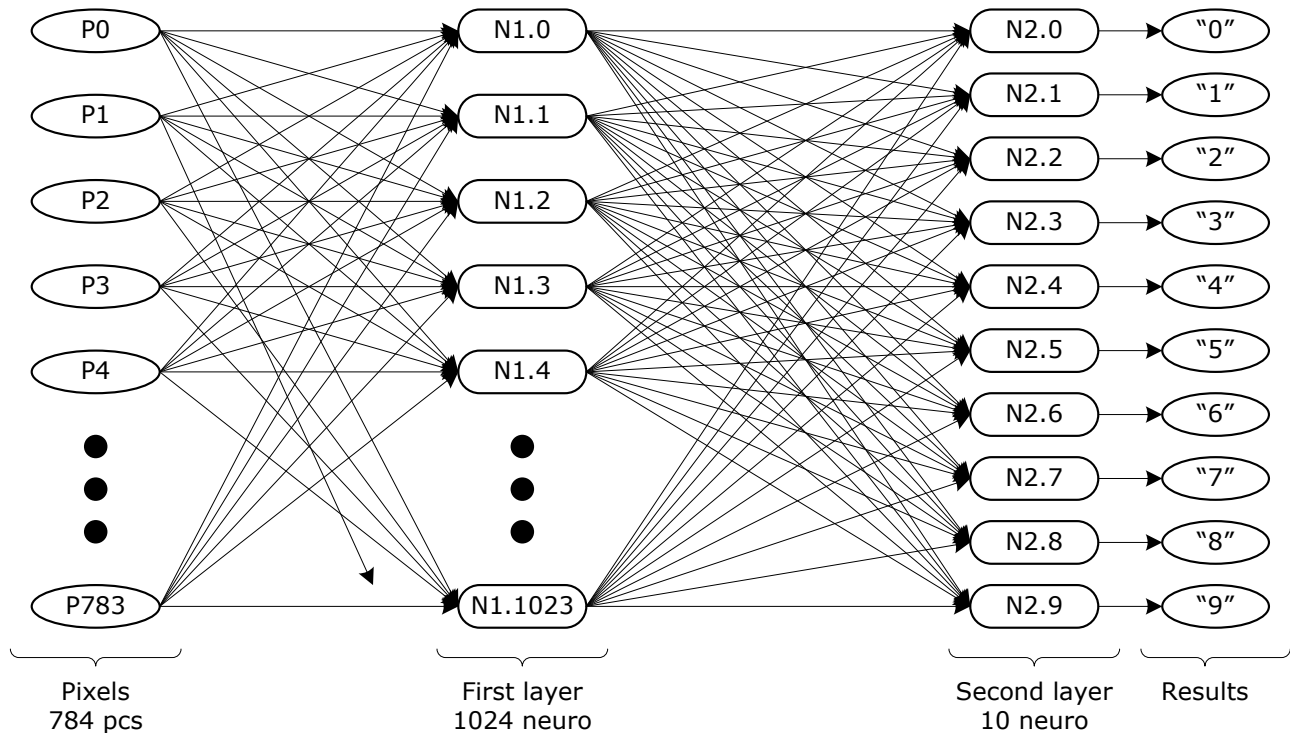 P0 N1.0 N2.0 “0”
P1 N1.1 N2.1 “1”
P2 N1.2 N2.2 “2”
P3 N1.3 N2.3 “3”
P4 N1.4 N2.4 “4”
N2.5 “5”
N2.6 “6”
N2.7 “7”
N2.8 “8”
P783 N1.1023 N2.9 “9”
Pixels
784 pcs
First layer
1024 neuro
Second layer
10 neuro
Results